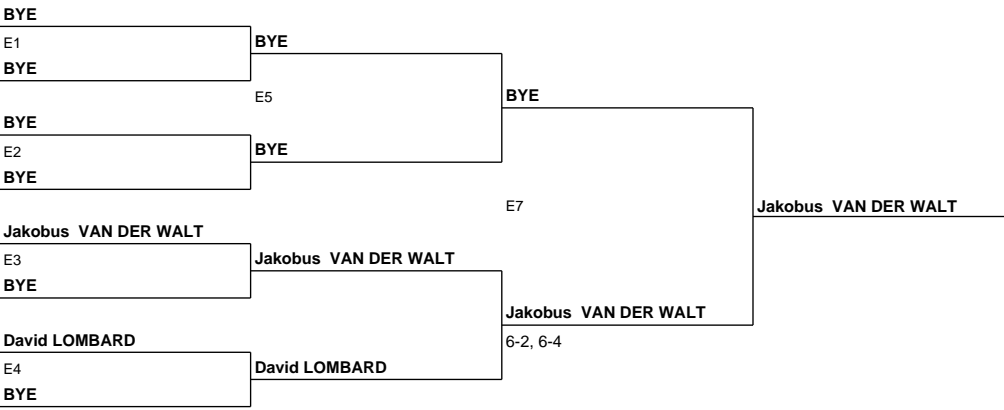 BYE
E1
BYE
BYE
E5
BYE
BYE
E2
BYE
BYE
E7
Jakobus VAN DER WALT
Jakobus VAN DER WALT
E3
Jakobus VAN DER WALT
BYE
Jakobus VAN DER WALT
David LOMBARD
6-2, 6-4
E4
David LOMBARD
BYE